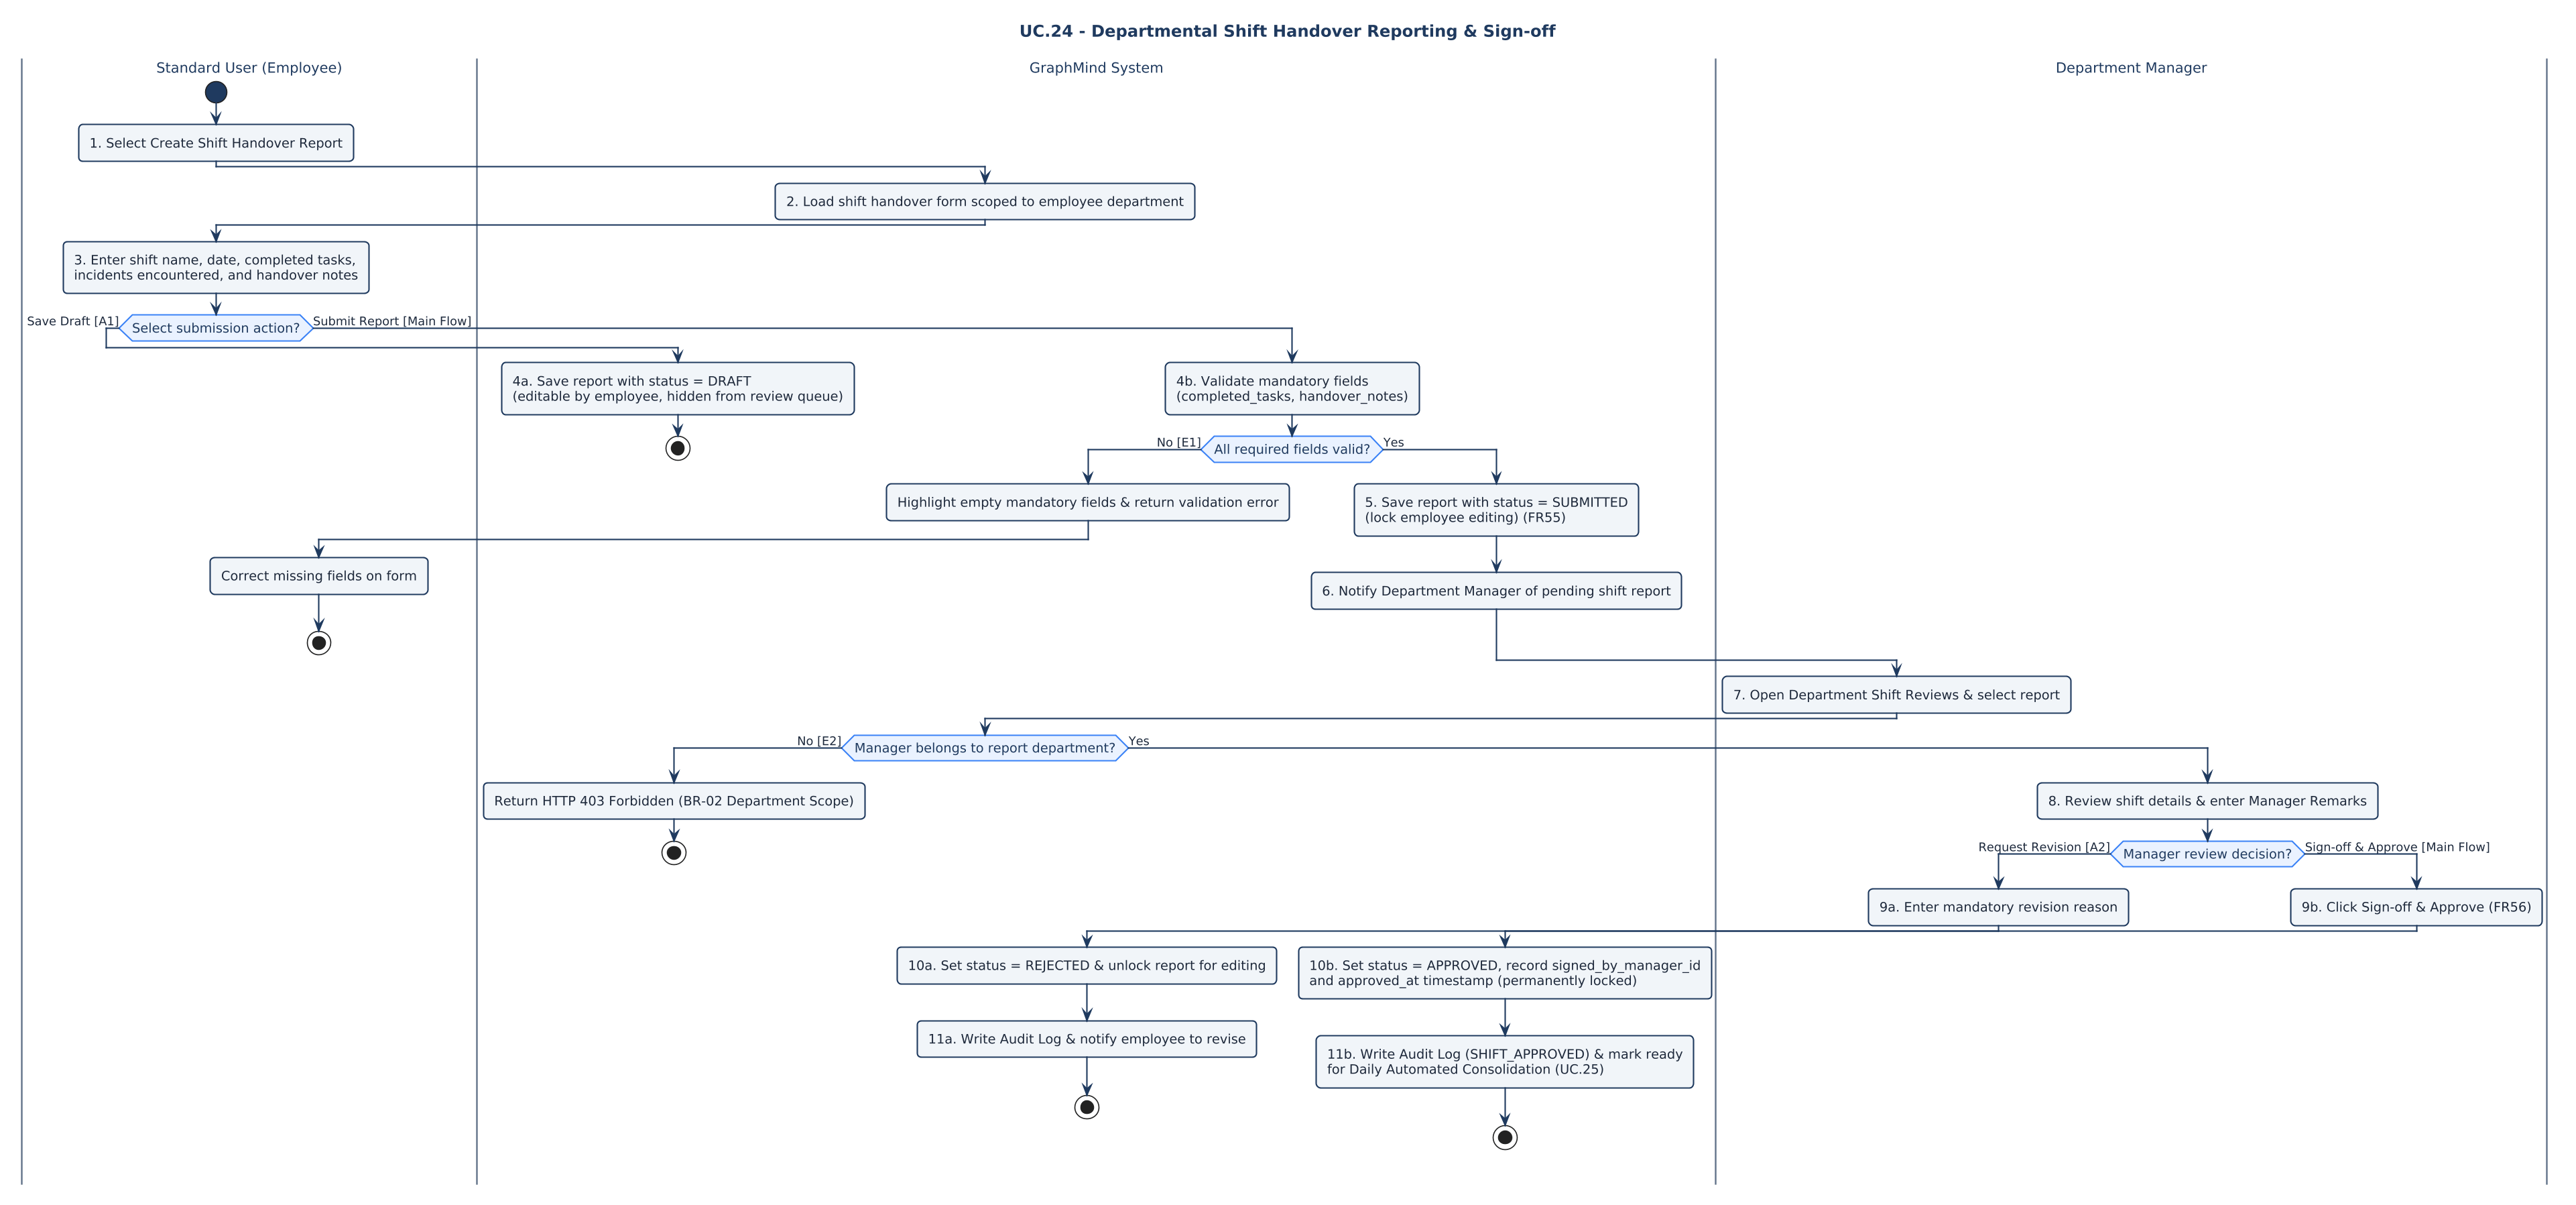 UC.24 - Departmental Shift Handover Reporting & Sign-off
Standard User (Employee)
GraphMind System
Department Manager
1. Select Create Shift Handover Report
2. Load shift handover form scoped to employee department
3. Enter shift name, date, completed tasks,
incidents encountered, and handover notes
Save Draft [A1]
Select submission action?
Submit Report [Main Flow]
4a. Save report with status = DRAFT
(editable by employee, hidden from review queue)
4b. Validate mandatory fields
(completed_tasks, handover_notes)
No [E1]
All required fields valid?
Yes
Highlight empty mandatory fields & return validation error
5. Save report with status = SUBMITTED
(lock employee editing) (FR55)
Correct missing fields on form
6. Notify Department Manager of pending shift report
7. Open Department Shift Reviews & select report
No [E2]
Manager belongs to report department?
Yes
Return HTTP 403 Forbidden (BR-02 Department Scope)
8. Review shift details & enter Manager Remarks
Request Revision [A2]
Manager review decision?
Sign-off & Approve [Main Flow]
9a. Enter mandatory revision reason
9b. Click Sign-off & Approve (FR56)
10a. Set status = REJECTED & unlock report for editing
10b. Set status = APPROVED, record signed_by_manager_id
and approved_at timestamp (permanently locked)
11a. Write Audit Log & notify employee to revise
11b. Write Audit Log (SHIFT_APPROVED) & mark ready
for Daily Automated Consolidation (UC.25)